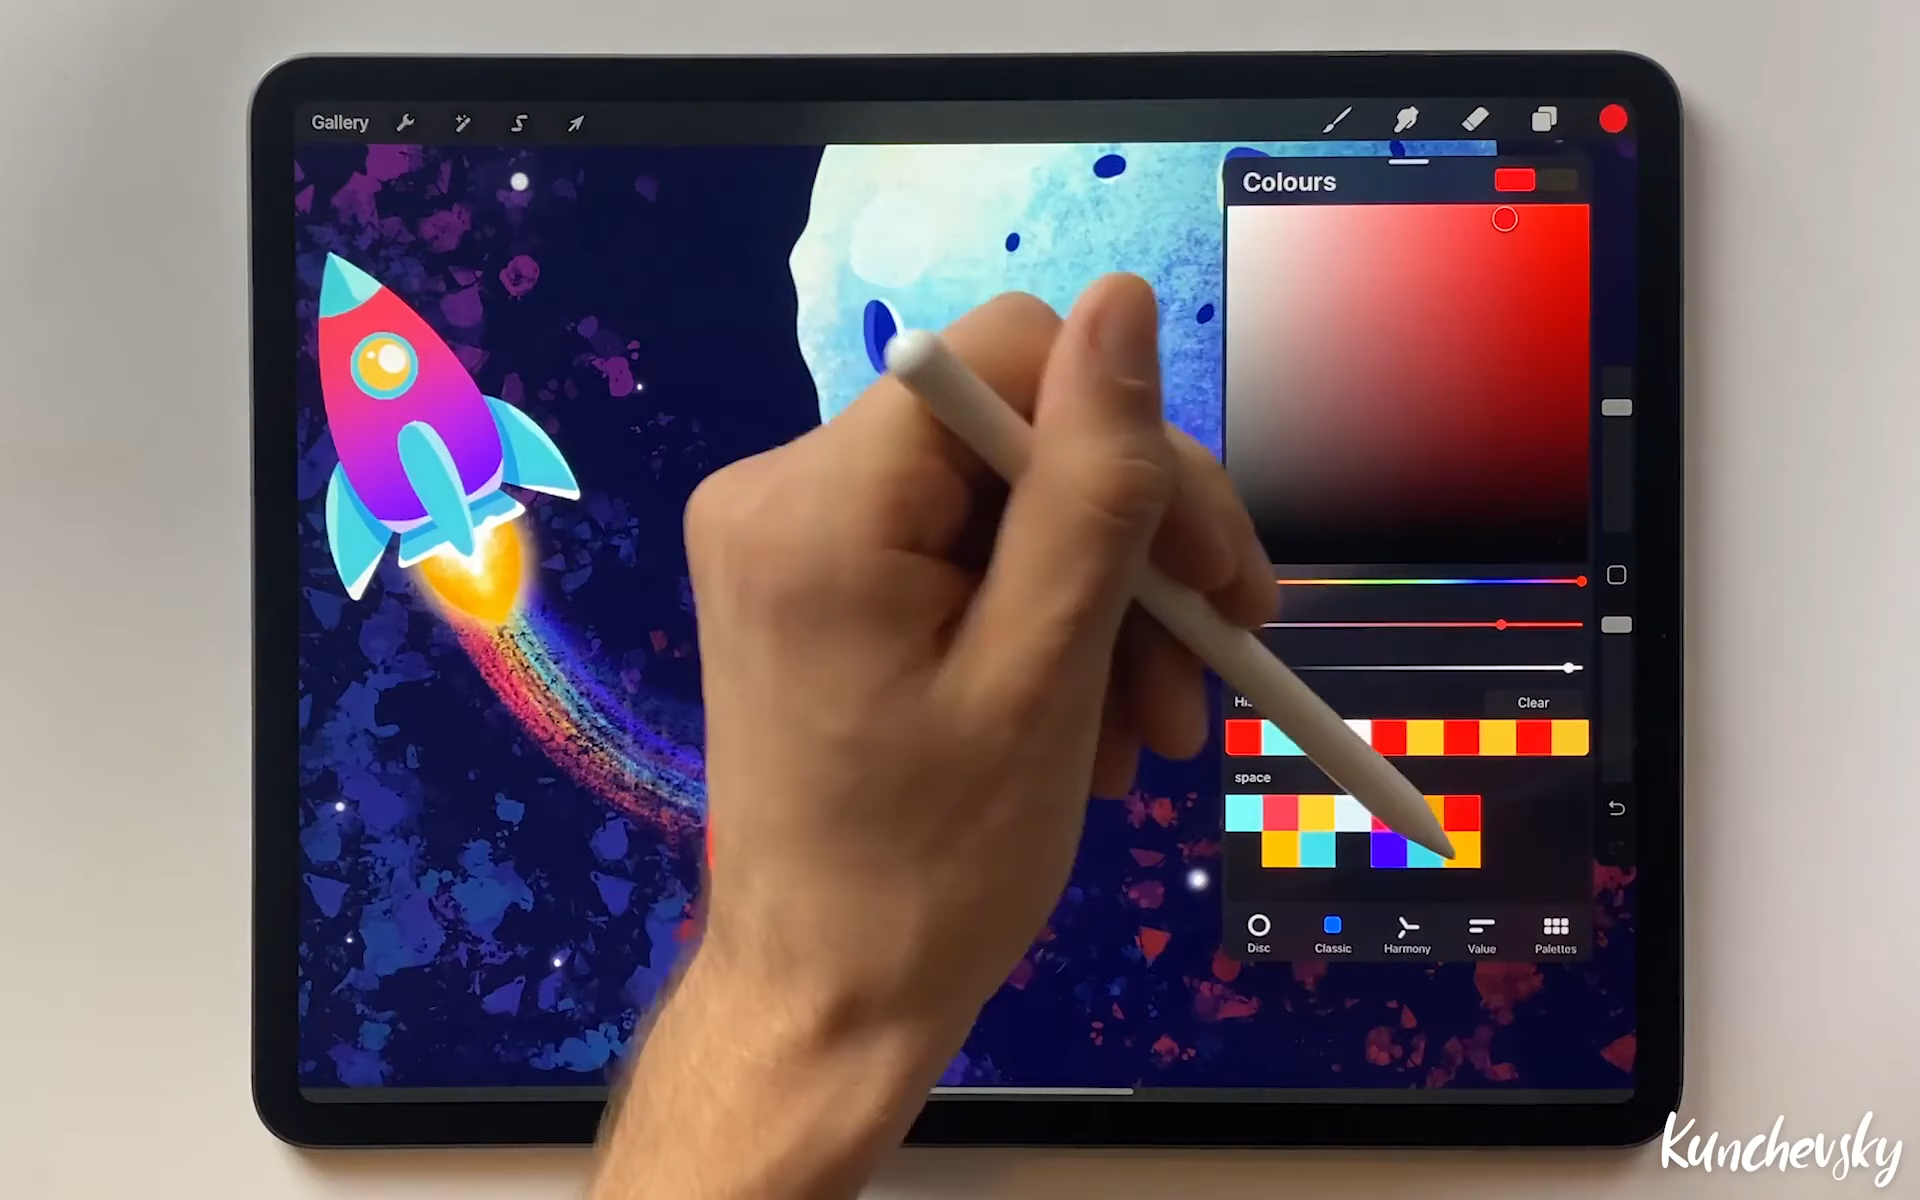 Gallery
Colours
Clear
space
Disc
Classic
Harmony
Value
Palettes
Kunchevsky